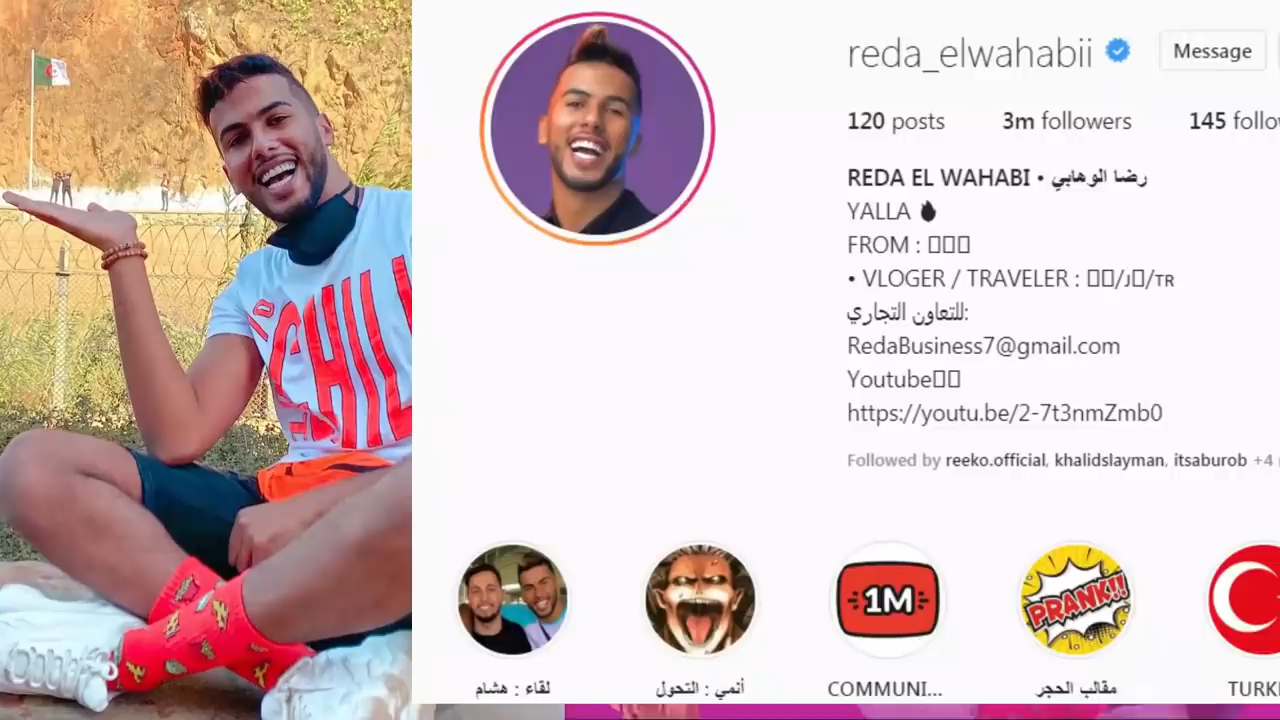 CHILL
reda_elwahabii Message
120 posts 3m followers 145 follo
REDA EL WAHABI • رضا الوهابي
YALLA
FROM :
• VLOGER / TRAVELER : /J/TR
للتعاون التجاري:
RedaBusiness7@gmail.com
Youtube
https://youtu.be/2-7t3nmZmb0
Followed by reeko.official, khalidslayman, itsaburob +4
1M
PRANK!!
لقاء : هشام
أنمي : التحول
COMMUNI...
مقالب الحجر
TURK